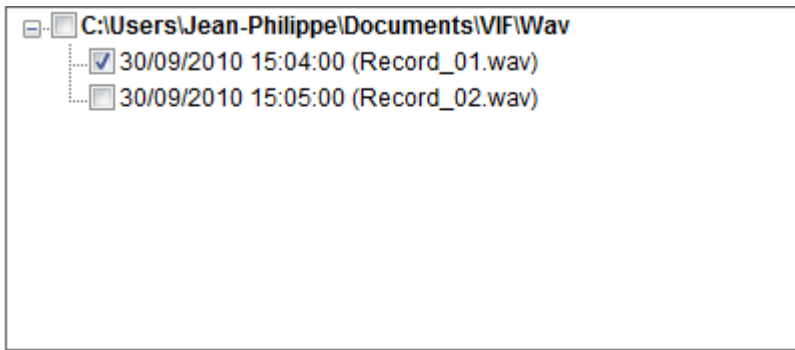 C:\Users\Jean-Philippe\Documents\VIF\Wav
30/09/2010 15:04:00 (Record_01.wav)
30/09/2010 15:05:00 (Record_02.wav)